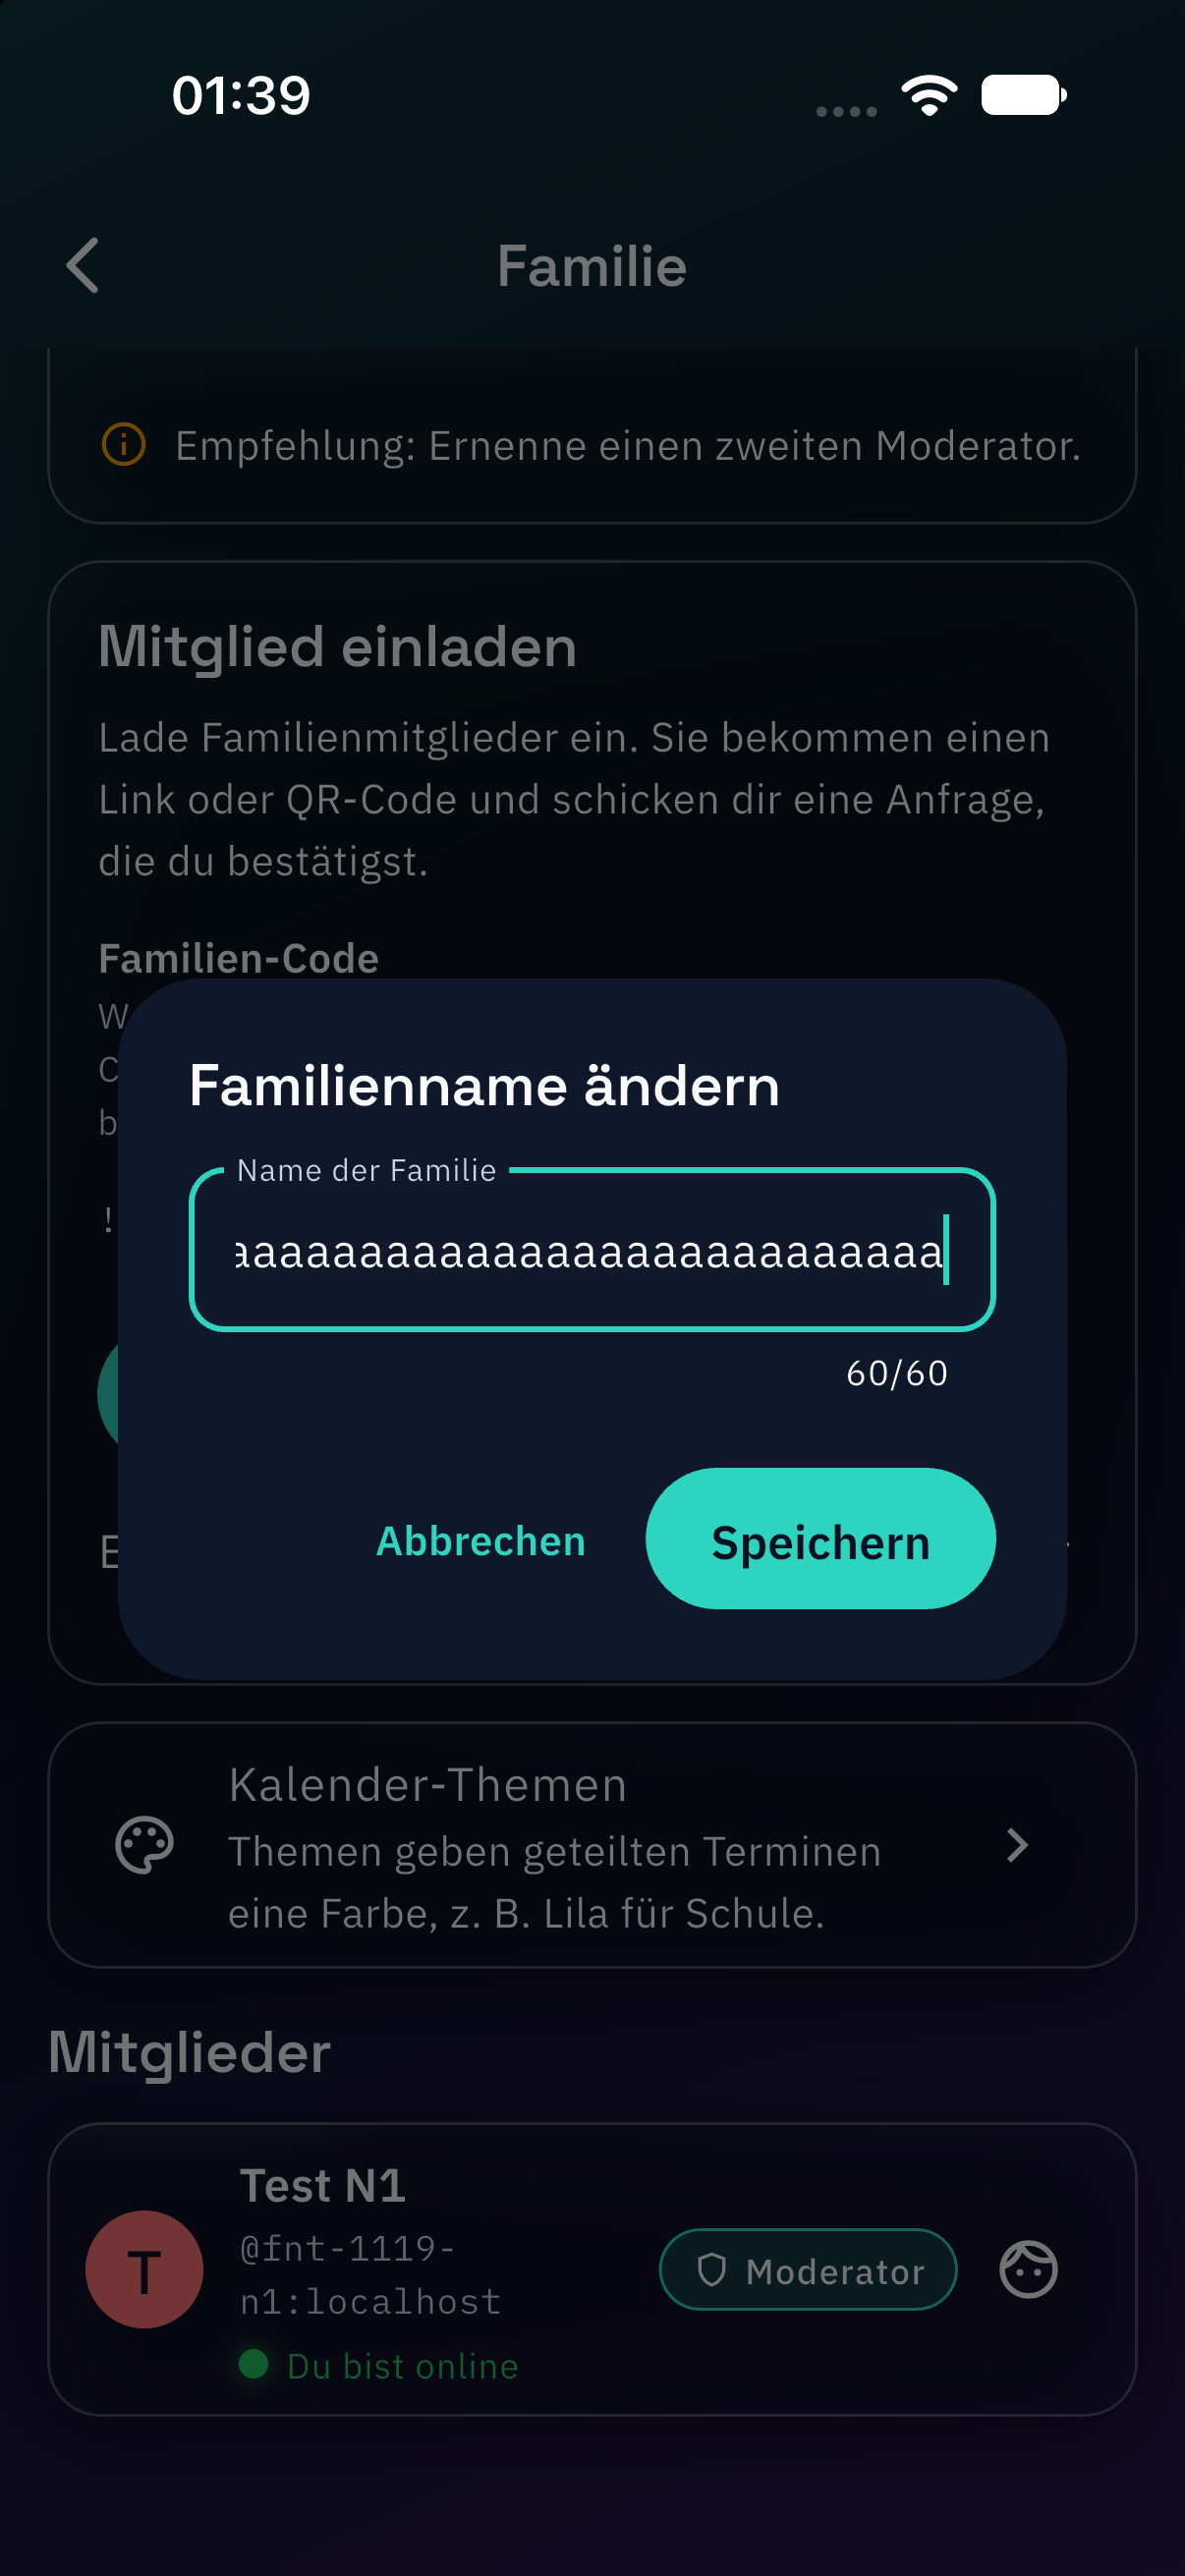 01:39
Familie
Empfehlung: Ernenne einen zweiten Moderator.
Mitglied einladen
Lade Familienmitglieder ein. Sie bekommen einen
Link oder QR-Code und schicken dir eine Anfrage,
die du bestätigst.
Familien-Code
Familienname ändern
Name der Familie
aaaaaaaaaaaaaaaaaaaaaaaaaaa
60/60
Abbrechen
Speichern
Kalender-Themen
Themen geben geteilten Terminen
eine Farbe, z. B. Lila für Schule.
Mitglieder
T
Test N1
@fnt-1119-
n1:localhost
Moderator
Du bist online